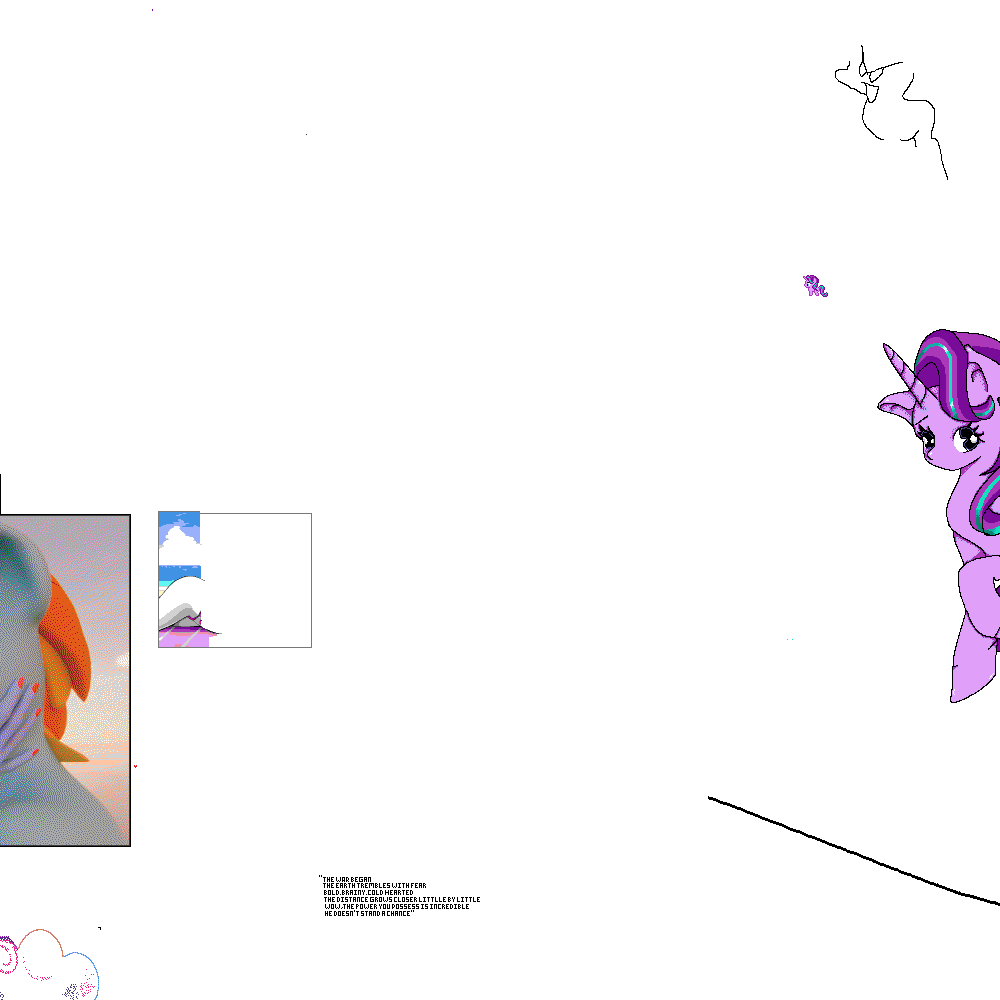 "THE WAR BEGAN
THE EARTH TREMBLES WITH FEAR
BOLD.BRAINY.COLD HEARTED
THE DISTANCE GROWS CLOSER LITTLLE BY LITTLE
WOW.THE POWER YOU POSSESS IS INCREDIBLE
HE DOESN'T STAND A CHANCE"